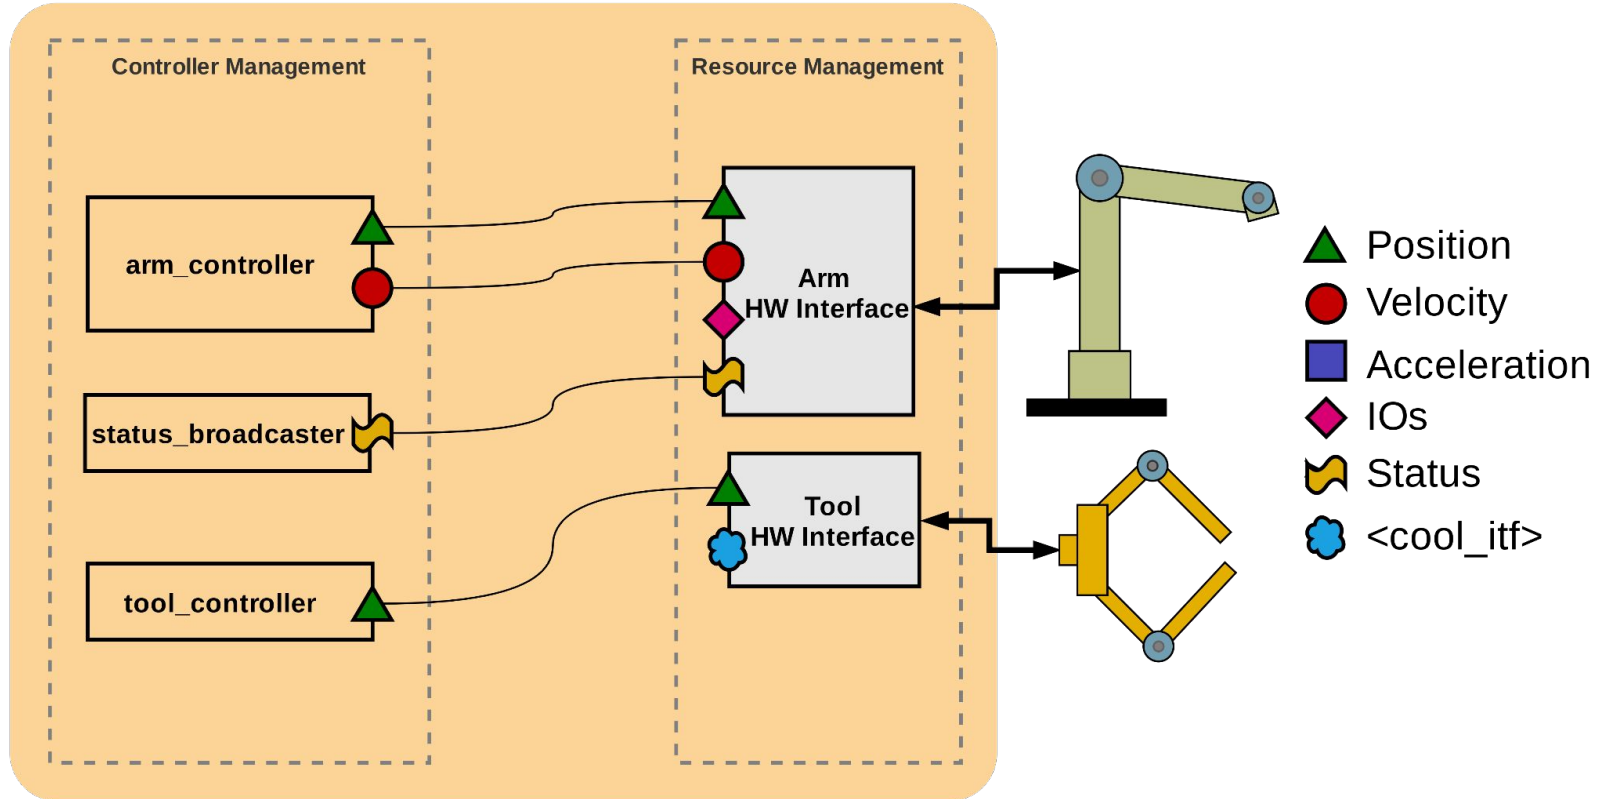 Controller Management
Resource Management
arm_controller
Arm
HW Interface
status_broadcaster
Tool
HW Interface
tool_controller
Position
Velocity
Acceleration
IOs
Status
<cool_itf>